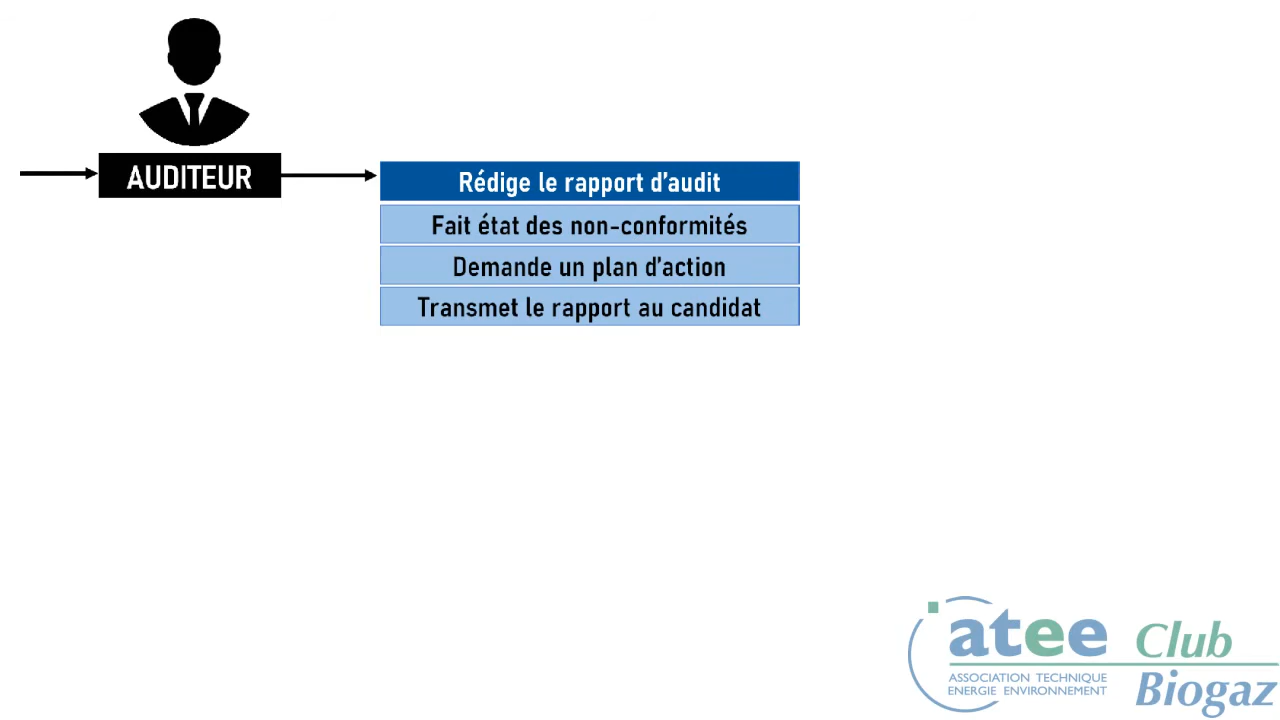 AUDITEUR
Rédige le rapport d'audit
Fait état des non-conformités
Demande un plan d'action
Transmet le rapport au candidat
atee Club
ASSOCIATION TECHNIQUE
ENERGIE ENVIRONNEMENT
Biogaz